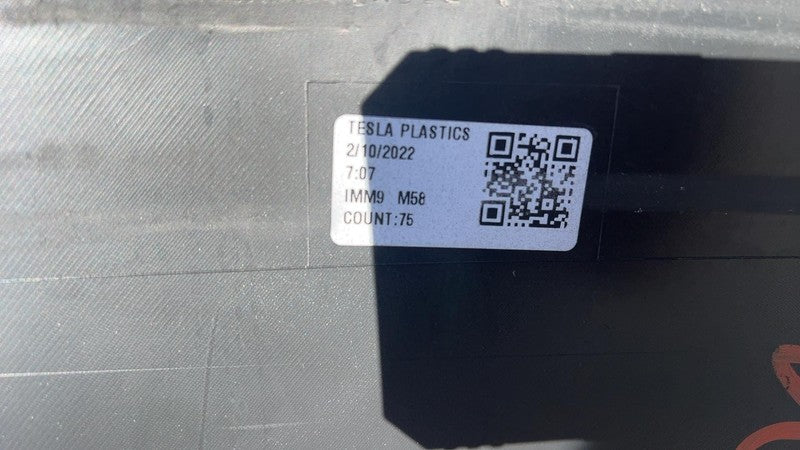 TESLA PLASTICS
2/10/2022
7:07
IMM9 M58
COUNT:75